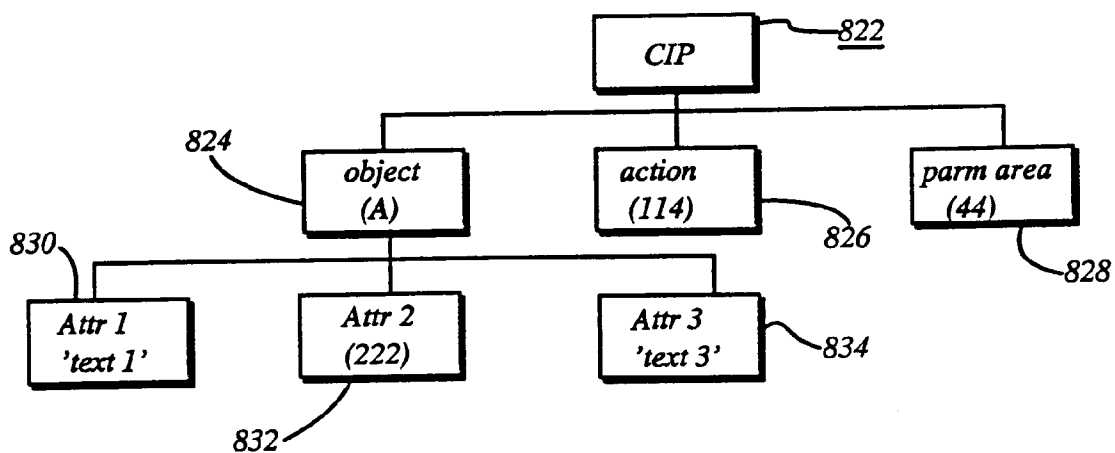 CIP
822
824
object
(A)
action
(114)
826
parm area
(44)
828
830
Attr 1
'text 1'
Attr 2
(222)
832
Attr 3
'text 3'
834